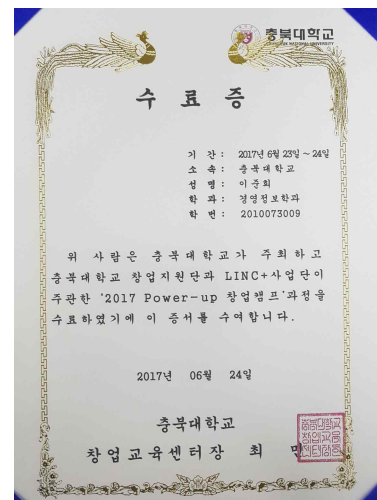 충북대학교
CHUNGBUK NATIONAL UNIVERSITY
수 료 증
기 간 : 2017년 6월 23일 ~ 24일
소 속 : 충북대학교
성 명 : 이준희
학 과 : 경영정보학과
학 번 : 2010073009
위 사람은 충북대학교가 주최하고
충북대학교 창업지원단과 LINC+사업단이
주관한 '2017 Power-up 창업캠프'과정을
수료하였기에 이 증서를 수여합니다.
2017년 06월 24일
충북대학교
창업교육센터장 최 민